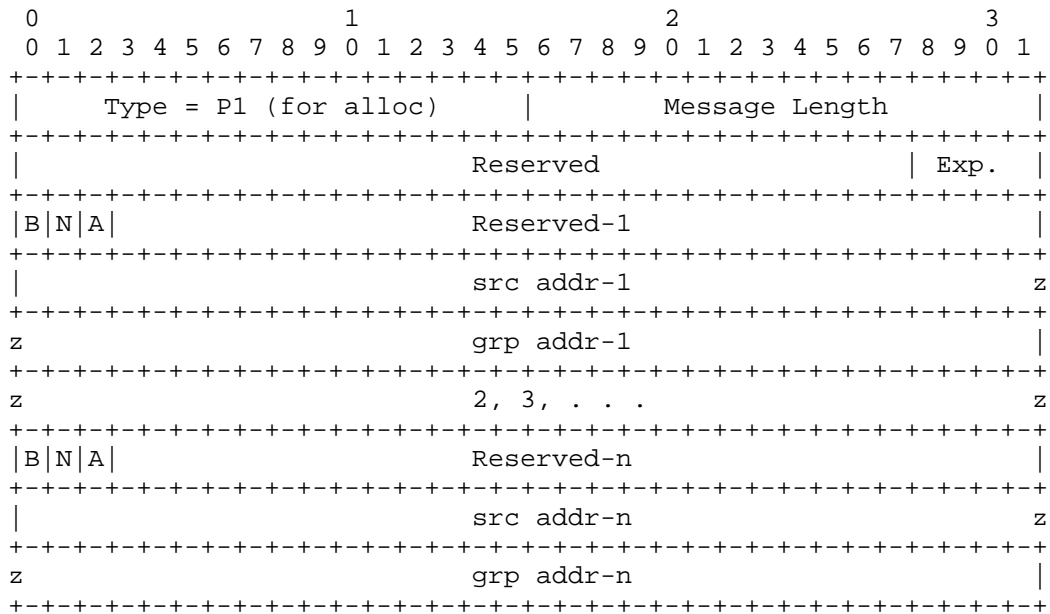 0                   1                   2                   3
 0 1 2 3 4 5 6 7 8 9 0 1 2 3 4 5 6 7 8 9 0 1 2 3 4 5 6 7 8 9 0 1
+-+-+-+-+-+-+-+-+-+-+-+-+-+-+-+-+-+-+-+-+-+-+-+-+-+-+-+-+-+-+-+-+
|     Type = P1 (for alloc)     |        Message Length         |
+-+-+-+-+-+-+-+-+-+-+-+-+-+-+-+-+-+-+-+-+-+-+-+-+-+-+-+-+-+-+-+-+
|                            Reserved                   | Exp.  |
+-+-+-+-+-+-+-+-+-+-+-+-+-+-+-+-+-+-+-+-+-+-+-+-+-+-+-+-+-+-+-+-+
|B|N|A|                      Reserved-1                         |
+-+-+-+-+-+-+-+-+-+-+-+-+-+-+-+-+-+-+-+-+-+-+-+-+-+-+-+-+-+-+-+-+
|                            src addr-1                         z
+-+-+-+-+-+-+-+-+-+-+-+-+-+-+-+-+-+-+-+-+-+-+-+-+-+-+-+-+-+-+-+-+
z                            grp addr-1                         |
+-+-+-+-+-+-+-+-+-+-+-+-+-+-+-+-+-+-+-+-+-+-+-+-+-+-+-+-+-+-+-+-+
z                            2, 3, . . .                        z
+-+-+-+-+-+-+-+-+-+-+-+-+-+-+-+-+-+-+-+-+-+-+-+-+-+-+-+-+-+-+-+-+
|B|N|A|                      Reserved-n                         |
+-+-+-+-+-+-+-+-+-+-+-+-+-+-+-+-+-+-+-+-+-+-+-+-+-+-+-+-+-+-+-+-+
|                            src addr-n                         z
+-+-+-+-+-+-+-+-+-+-+-+-+-+-+-+-+-+-+-+-+-+-+-+-+-+-+-+-+-+-+-+-+
z                            grp addr-n                         |
+-+-+-+-+-+-+-+-+-+-+-+-+-+-+-+-+-+-+-+-+-+-+-+-+-+-+-+-+-+-+-+-+